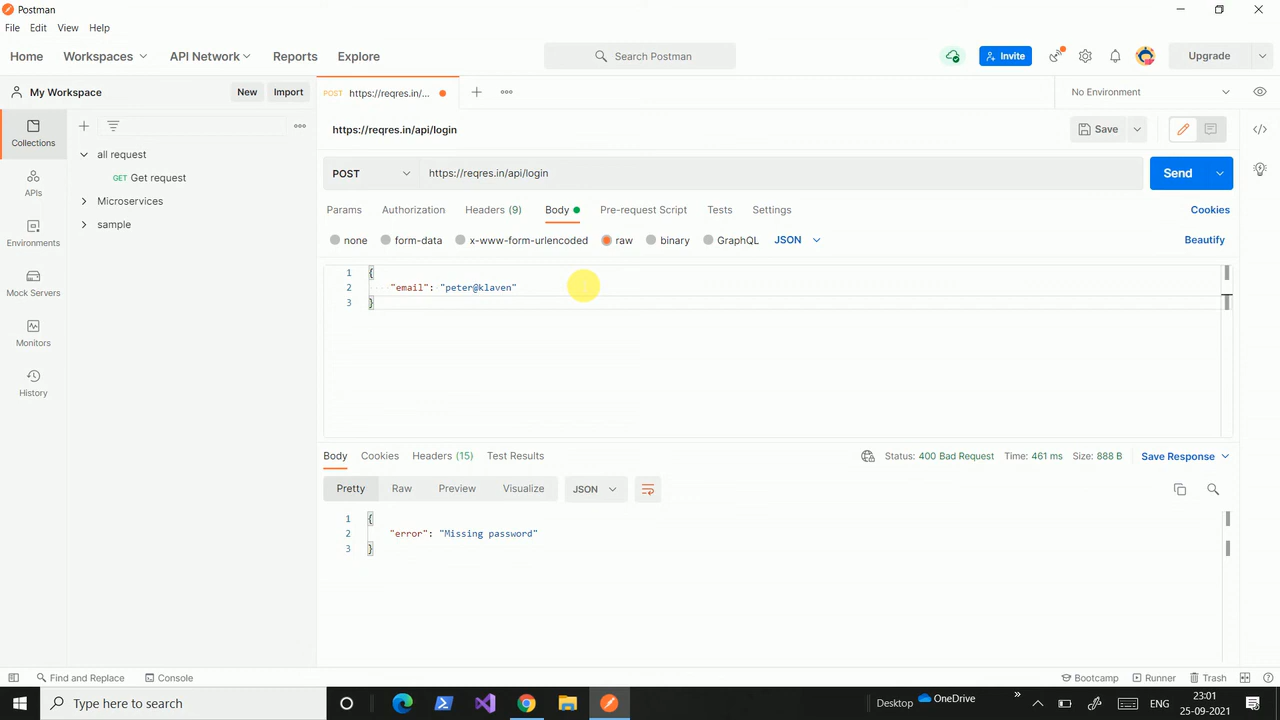 Postman
File Edit View Help
Home Workspaces API Network Reports Explore Search Postman Invite Upgrade
My Workspace New Import POST https://reqres.in/... No Environment
Collections
APIs
Environments
Mock Servers
Monitors
History
all request
GET Get request
Microservices
sample
https://reqres.in/api/login Save
POST https://reqres.in/api/login Send
Params Authorization Headers (9) Body Pre-request Script Tests Settings Cookies
none form-data x-www-form-urlencoded raw binary GraphQL JSON Beautify
1 {
2 "email": "peter@klaven"
3 }
Body Cookies Headers (15) Test Results Status: 400 Bad Request Time: 461 ms Size: 888 B Save Response
Pretty Raw Preview Visualize JSON
1 {
2 "error": "Missing password"
3 }
Find and Replace Console Bootcamp Runner Trash
Type here to search Desktop OneDrive » 23:01
25-09-2021